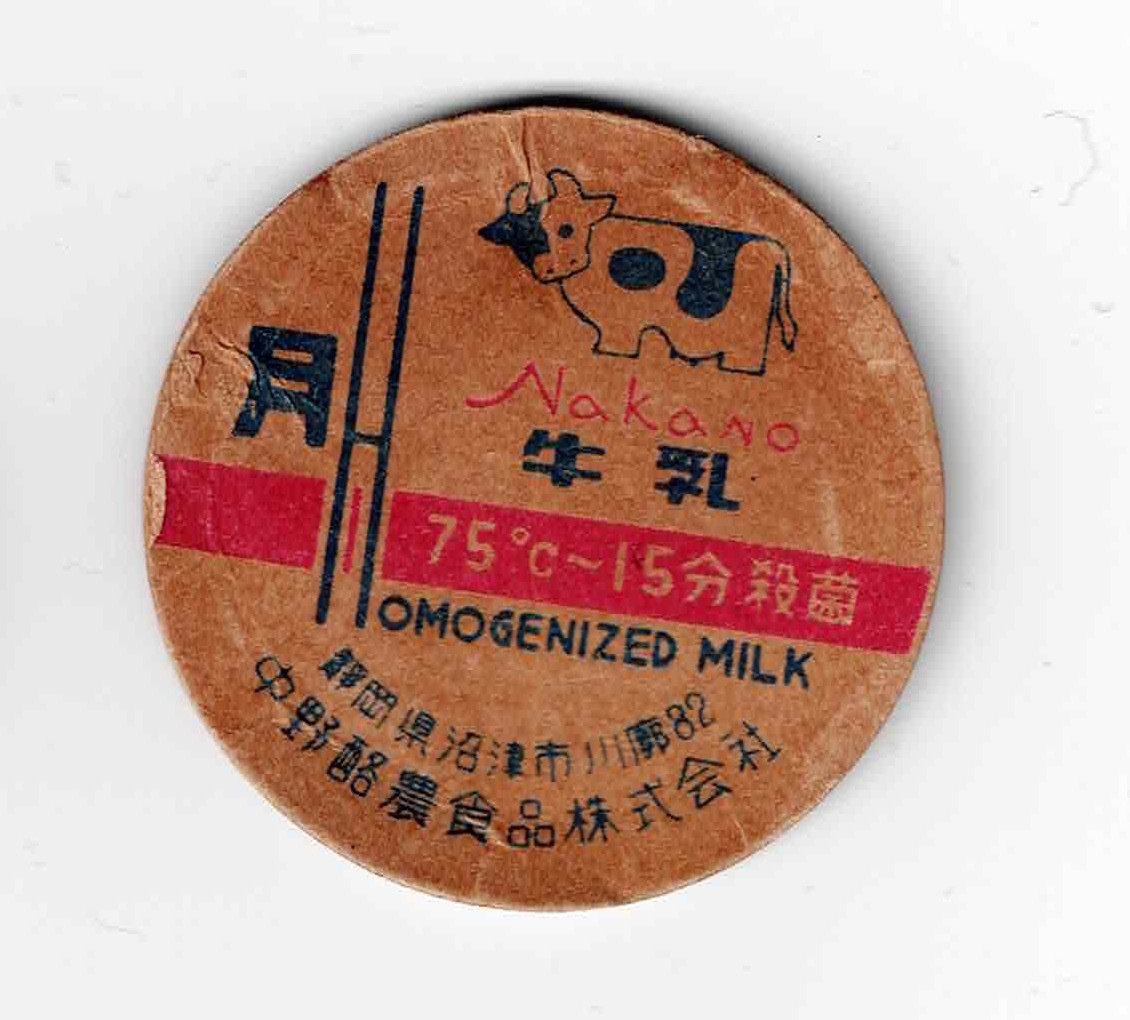 Nakano
牛乳
75℃~15分殺菌
HOMOGENIZED MILK
静岡県沼津市川廓82
中野酪農食品株式会社